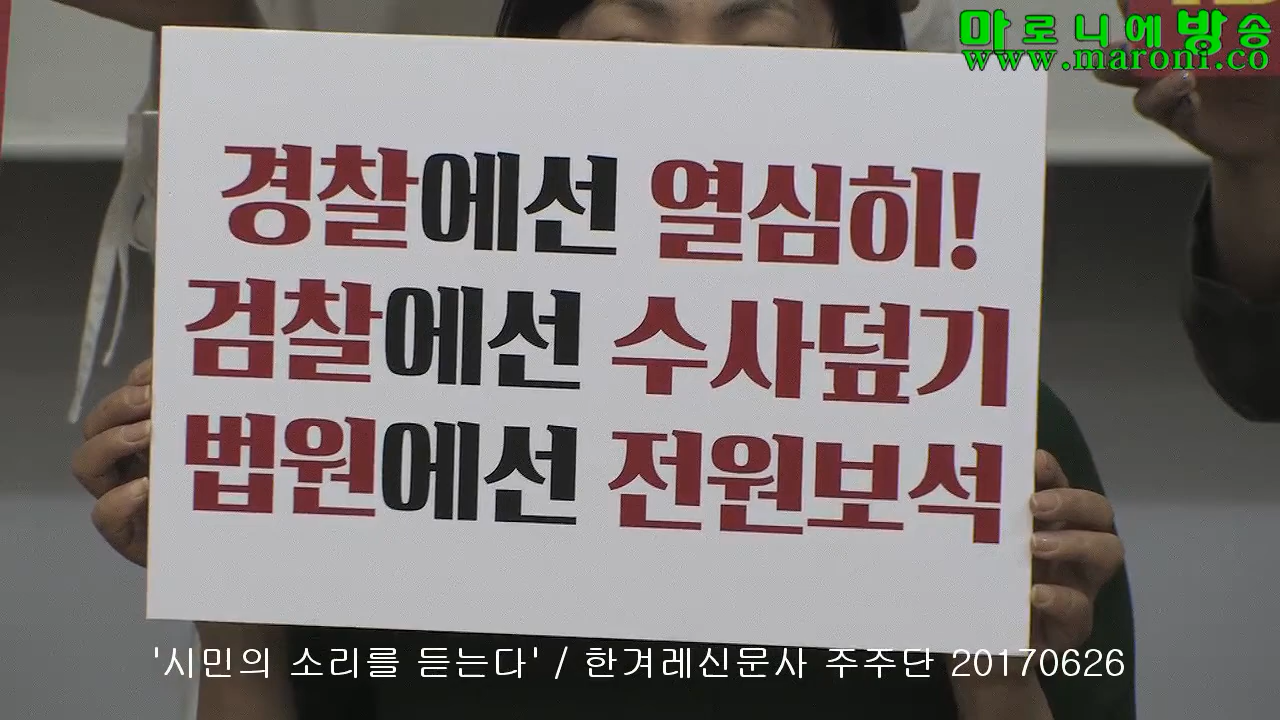 마로니에방송
www.maroni.co
경찰에선 열심히!
검찰에선 수사덮기
법원에선 전원보석
'시민의 소리를 듣는다' / 한겨레신문사 주주단 20170626